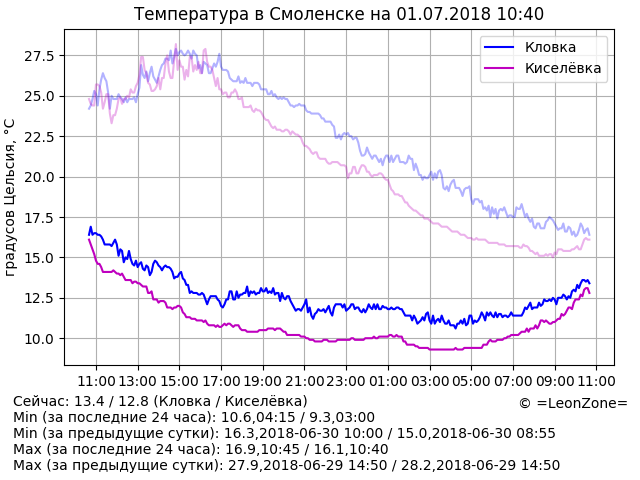 Температура в Смоленске на 01.07.2018 10:40
Кловка
Киселёвка
градусов Цельсия, °C
27.5
25.0
22.5
20.0
17.5
15.0
12.5
10.0
11:00 13:00 15:00 17:00 19:00 21:00 23:00 01:00 03:00 05:00 07:00 09:00 11:00
Сейчас: 13.4 / 12.8 (Кловка / Киселёвка)
© =LeonZone=
Min (за последние 24 часа): 10.6,04:15 / 9.3,03:00
Min (за предыдущие сутки): 16.3,2018-06-30 10:00 / 15.0,2018-06-30 08:55
Max (за последние 24 часа): 16.9,10:45 / 16.1,10:40
Max (за предыдущие сутки): 27.9,2018-06-29 14:50 / 28.2,2018-06-29 14:50